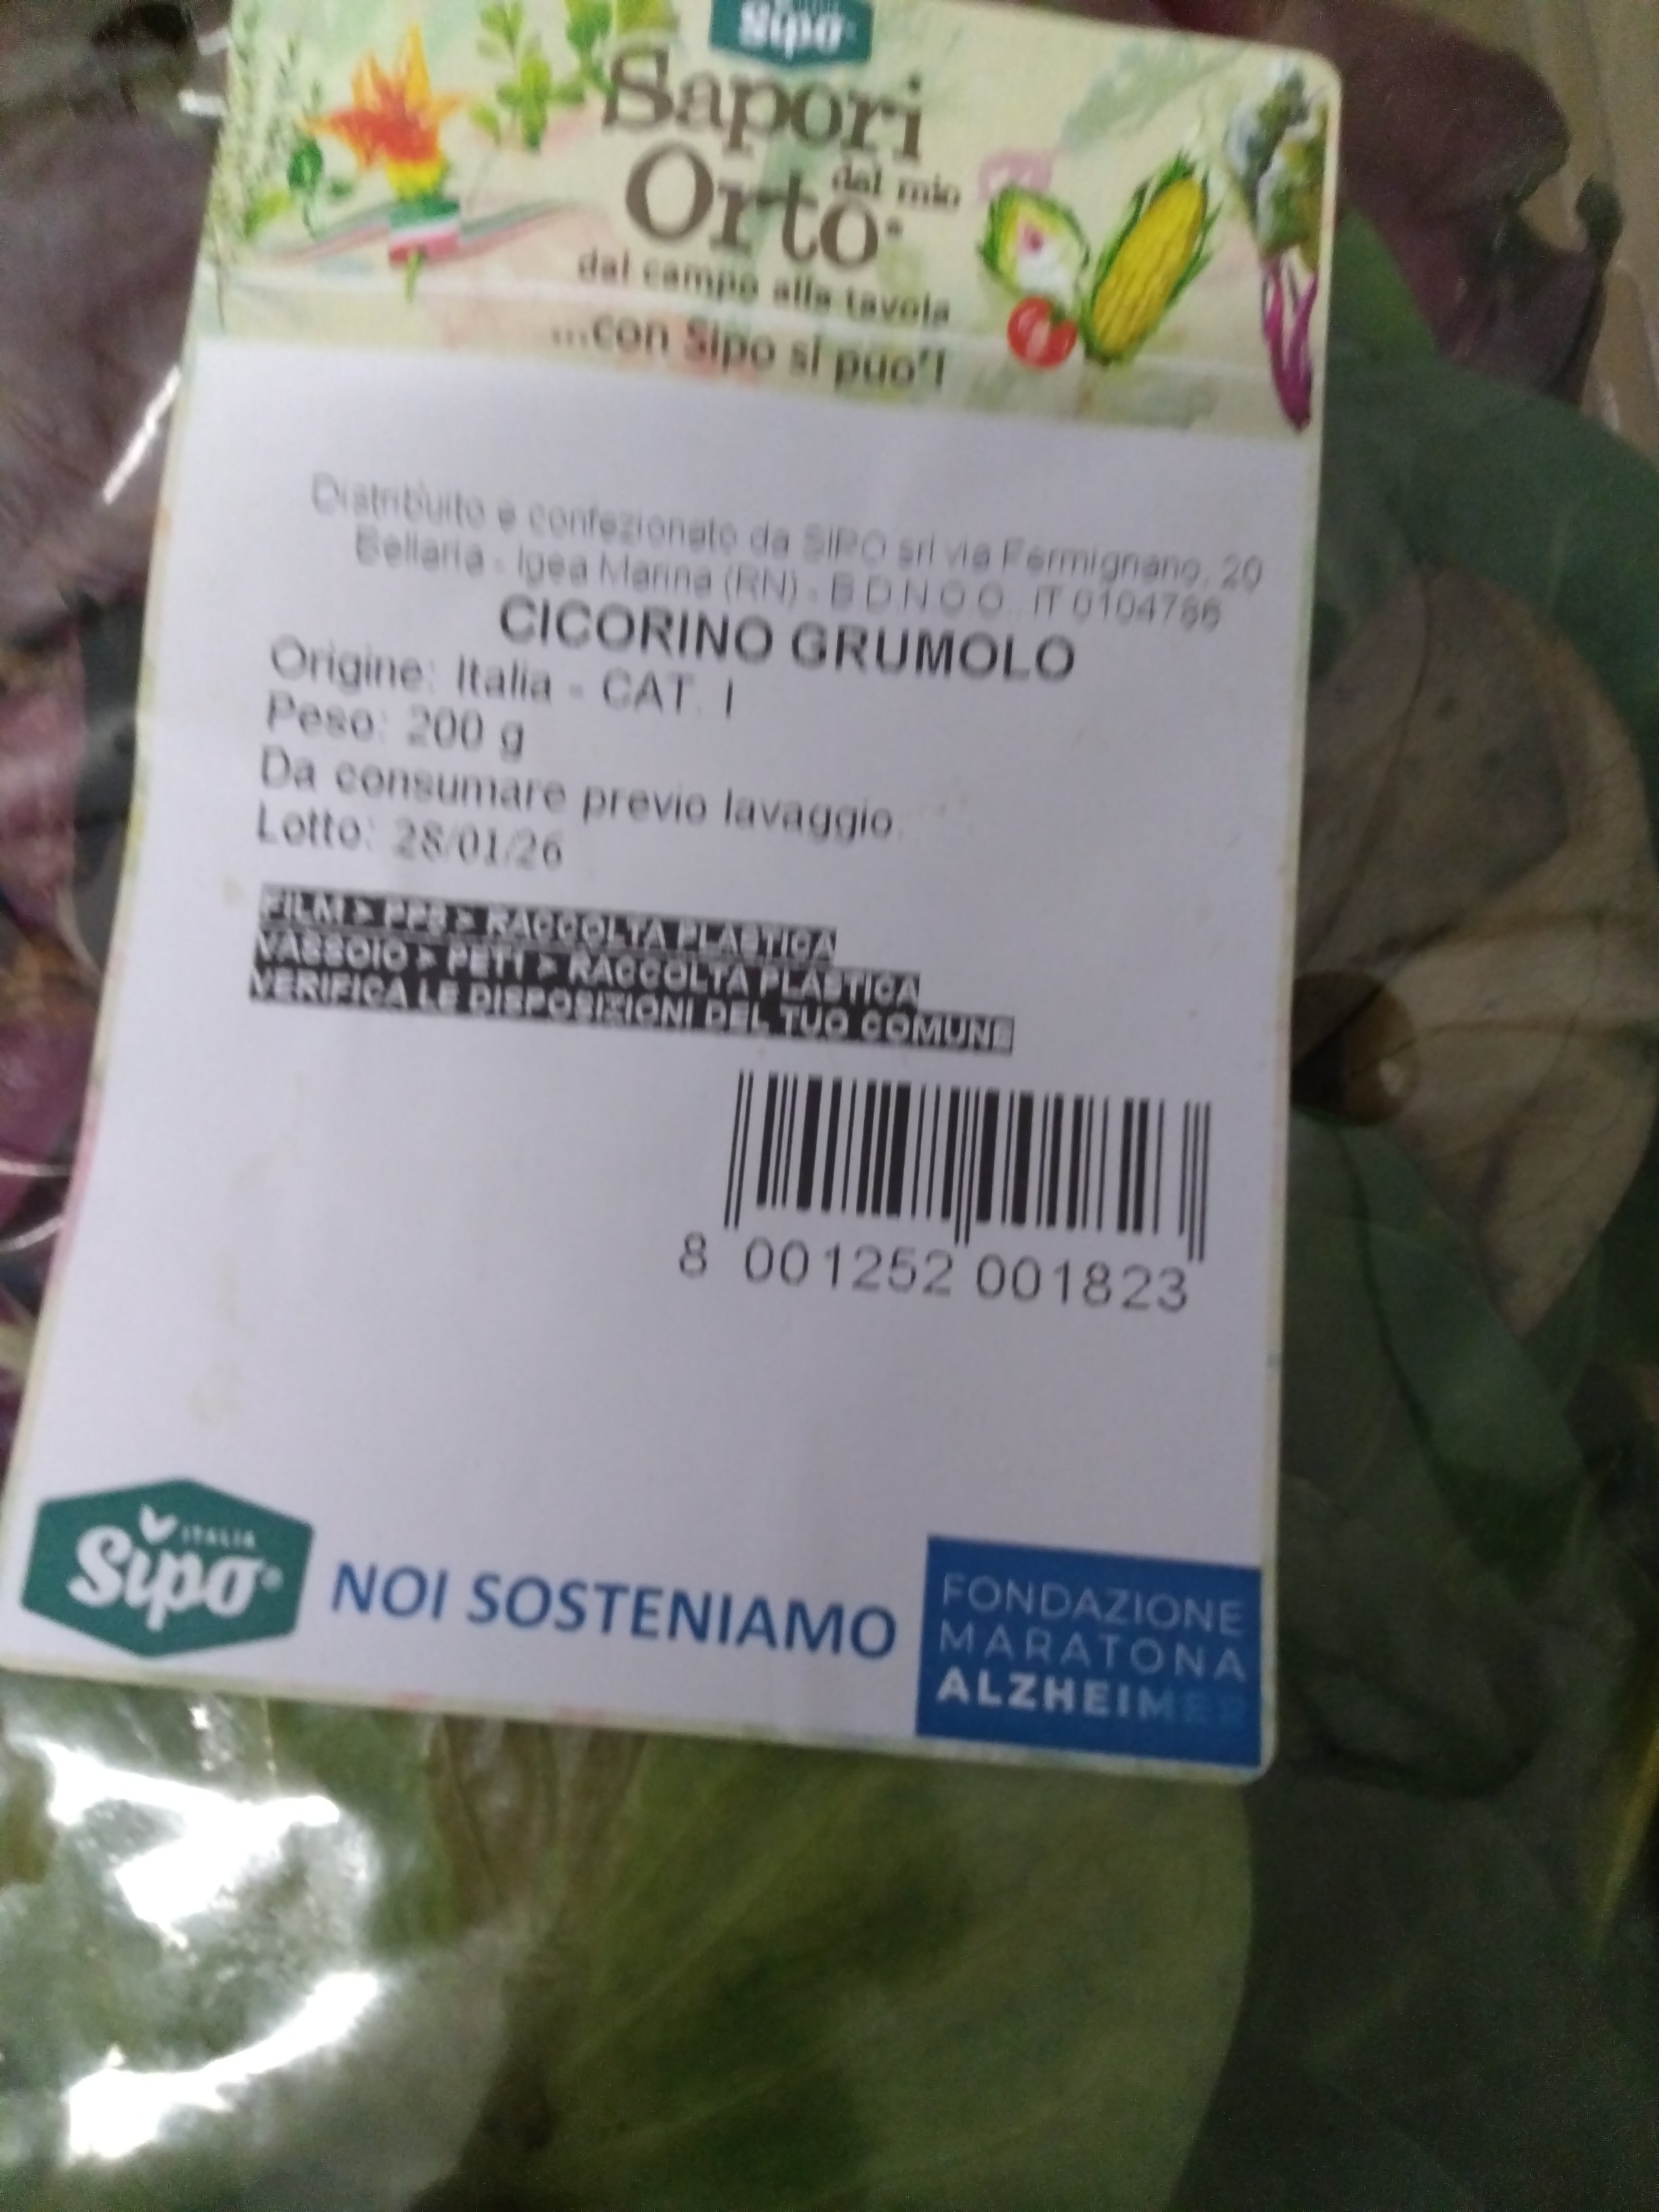 Sipo
Sapori
dal mio
Orto
dal campo alla tavola
...con Sipo si puo'!
Distribuito e confezionato da SIPO srl via Fermignano, 20
Bellaria - Igea Marina (RN) - B.D.N.O.O. IT 0104786
CICORINO GRUMOLO
Origine: Italia - CAT. I
Peso: 200 g
Da consumare previo lavaggio.
Lotto: 28/01/26
FILM > PP5 > RACCOLTA PLASTICA
VASSOIO > PET1 > RACCOLTA PLASTICA
VERIFICA LE DISPOSIZIONI DEL TUO COMUNE
8 001252 001823
ITALIA
Sipo®
NOI SOSTENIAMO
FONDAZIONE
MARATONA
ALZHEIMER